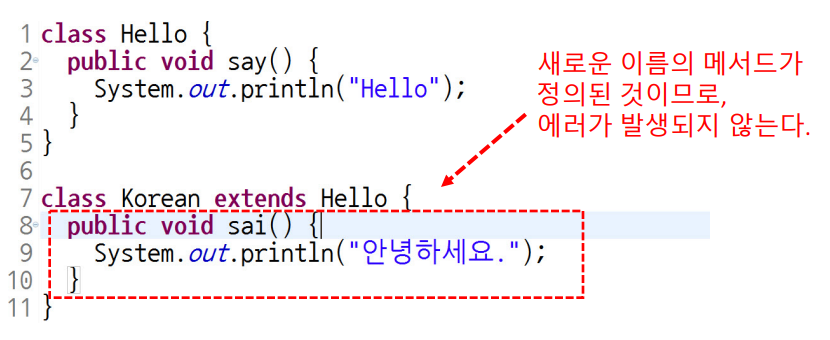 1 class Hello {
2   public void say() {
3     System.out.println("Hello");
4   }
5 }
6
7 class Korean extends Hello {
8   public void sai() {
9     System.out.println("안녕하세요.");
10   }
11 }
새로운 이름의 메서드가
정의된 것이므로,
에러가 발생되지 않는다.